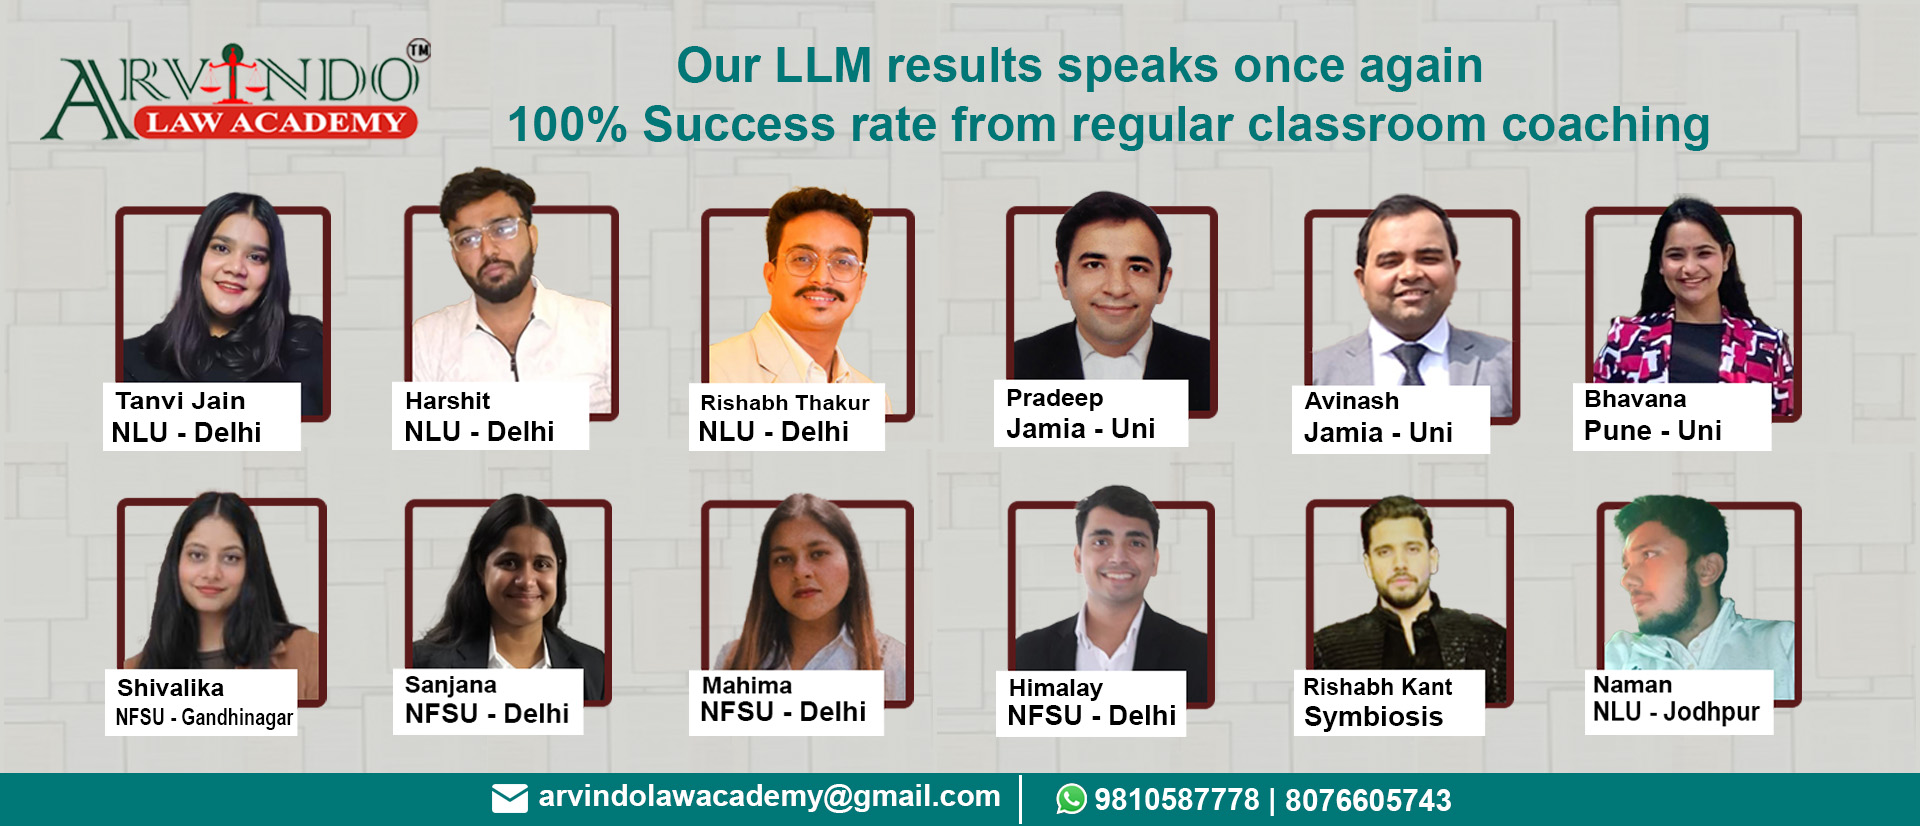 ARVINDO TM
LAW ACADEMY
Our LLM results speaks once again
100% Success rate from regular classroom coaching
Tanvi Jain
NLU - Delhi
Harshit
NLU - Delhi
Rishabh Thakur
NLU - Delhi
Pradeep
Jamia - Uni
Avinash
Jamia - Uni
Bhavana
Pune - Uni
Shivalika
NFSU - Gandhinagar
Sanjana
NFSU - Delhi
Mahima
NFSU - Delhi
Himalay
NFSU - Delhi
Rishabh Kant
Symbiosis
Naman
NLU - Jodhpur
arvindolawacademy@gmail.com
9810587778 | 8076605743